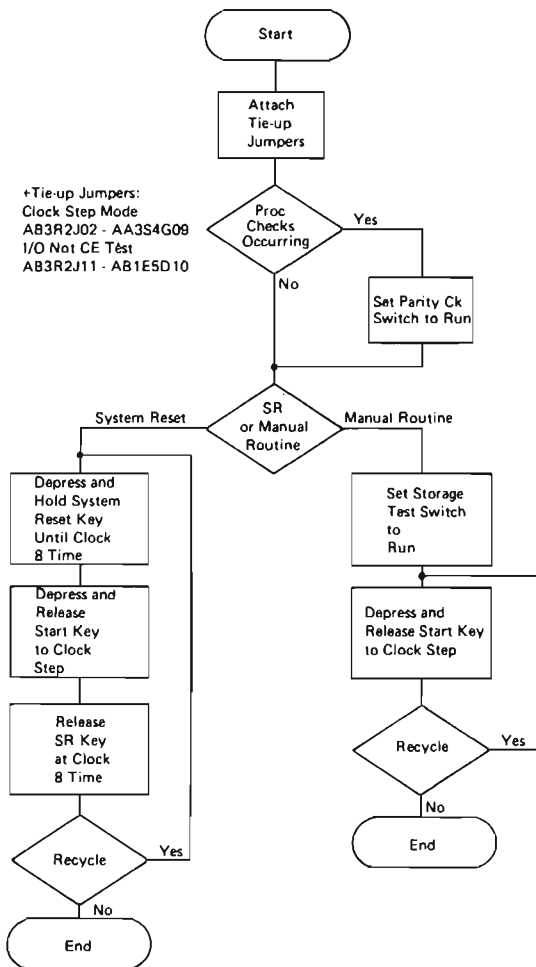 Start
Attach
Tie-up
Jumpers
+Tie-up Jumpers:
Clock Step Mode
AB3R2J02 - AA3S4G09
I/O Not CE Test
AB3R2J11 - AB1E5D10
Proc
Checks
Occurring
Yes
No
Set Parity Ck
Switch to Run
SR
or Manual
Routine
System Reset
Manual Routine
Depress and
Hold System
Reset Key
Until Clock
8 Time
Depress and
Release
Start Key
to Clock
Step
Release
SR Key
at Clock
8 Time
Recycle
Yes
No
End
Set Storage
Test Switch
to
Run
Depress and
Release Start Key
to Clock Step
Recycle
Yes
No
End